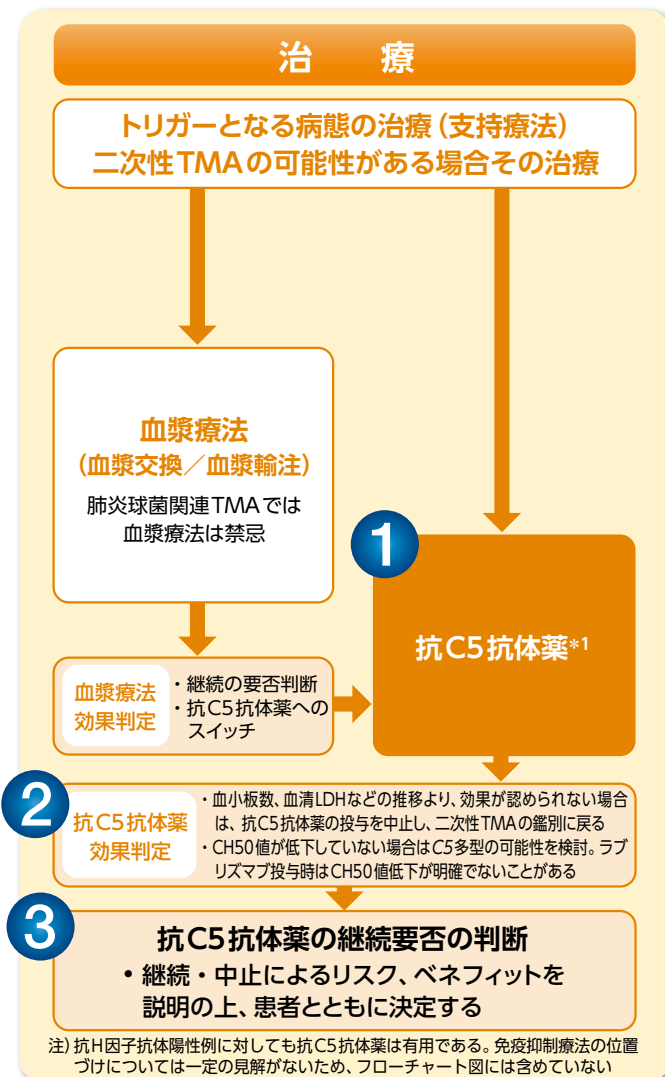 治 療
トリガーとなる病態の治療（支持療法）
二次性TMAの可能性がある場合その治療
血漿療法
（血漿交換／血漿輸注）
肺炎球菌関連TMAでは
血漿療法は禁忌
1
抗C5抗体薬*1
血漿療法
効果判定
・継続の要否判断
・抗C5抗体薬への
スイッチ
2
抗C5抗体薬
効果判定
・血小板数、血清LDHなどの推移より、効果が認められない場合
は、抗C5抗体薬の投与を中止し、二次性TMAの鑑別に戻る
・CH50値が低下していない場合はC5多型の可能性を検討。ラブ
リズマブ投与時はCH50値低下が明確でないことがある
3
抗C5抗体薬の継続要否の判断
・継続・中止によるリスク、ベネフィットを
説明の上、患者とともに決定する
注）抗H因子抗体陽性例に対しても抗C5抗体薬は有用である。免疫抑制療法の位置
づけについては一定の見解がないため、フローチャート図には含めていない